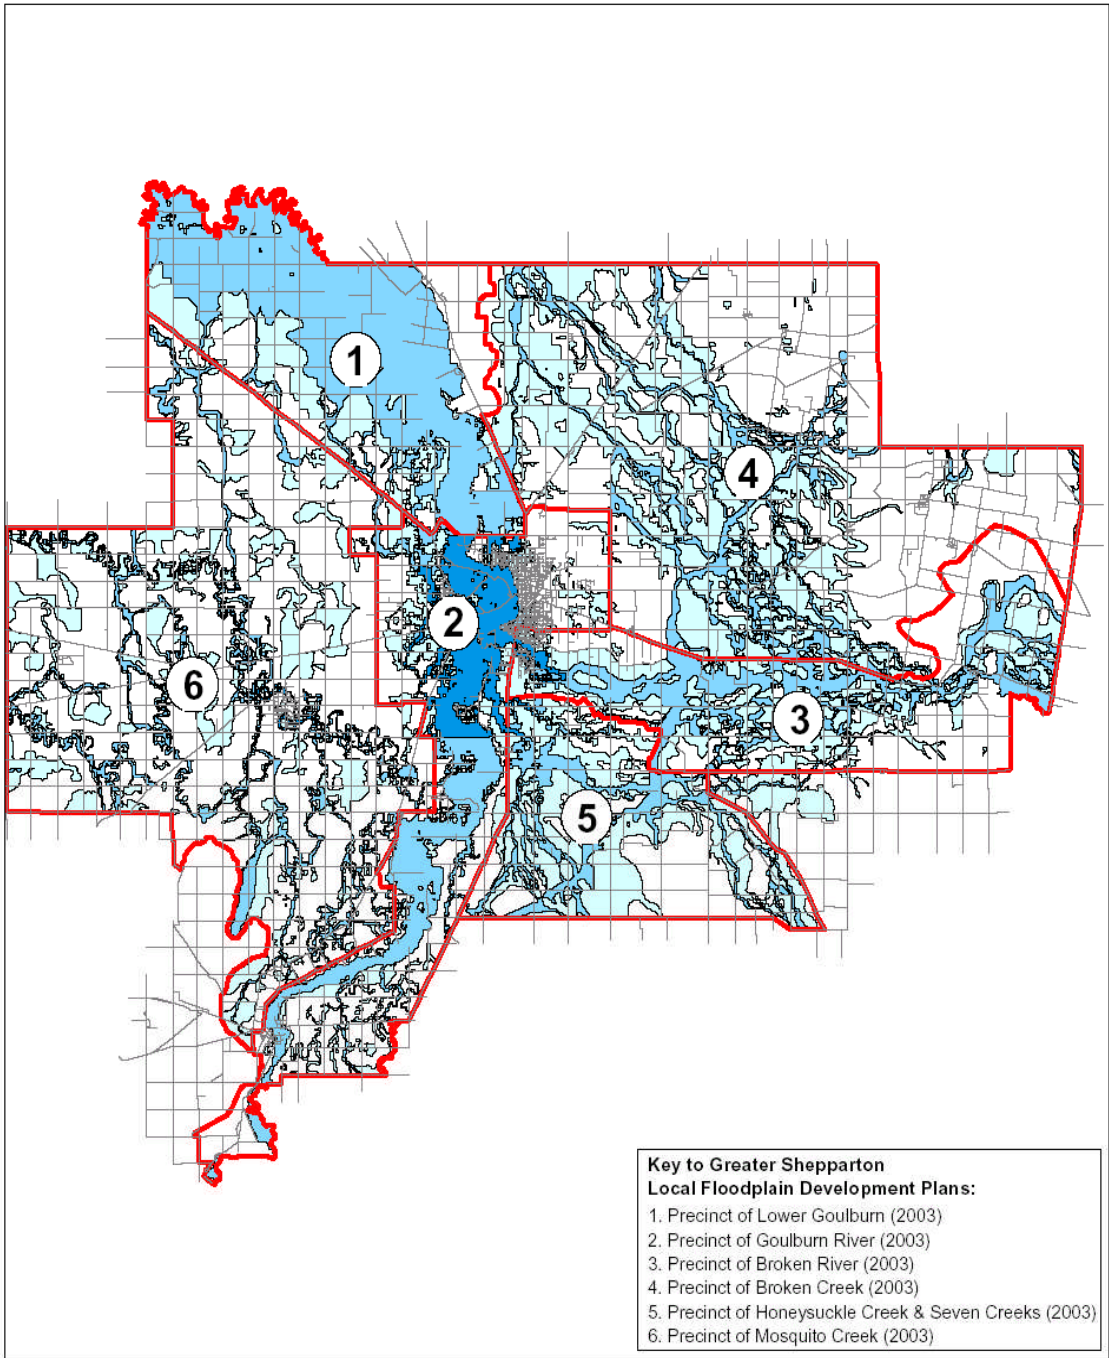 1
4
2
6
3
5
Key to Greater Shepparton
Local Floodplain Development Plans:
1. Precinct of Lower Goulburn (2003)
2. Precinct of Goulburn River (2003)
3. Precinct of Broken River (2003)
4. Precinct of Broken Creek (2003)
5. Precinct of Honeysuckle Creek & Seven Creeks (2003)
6. Precinct of Mosquito Creek (2003)